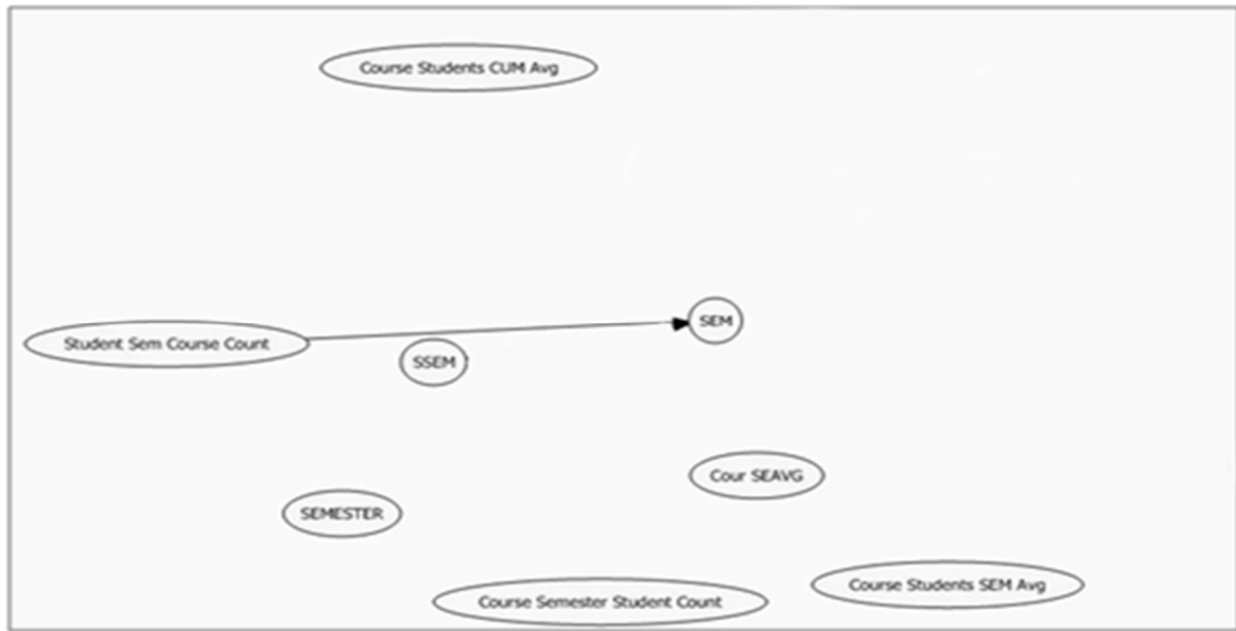 Course Students CUM Avg
SEM
Student Sem Course Count
SSEM
Cour SEAVG
SEMESTER
Course Students SEM Avg
Course Semester Student Count